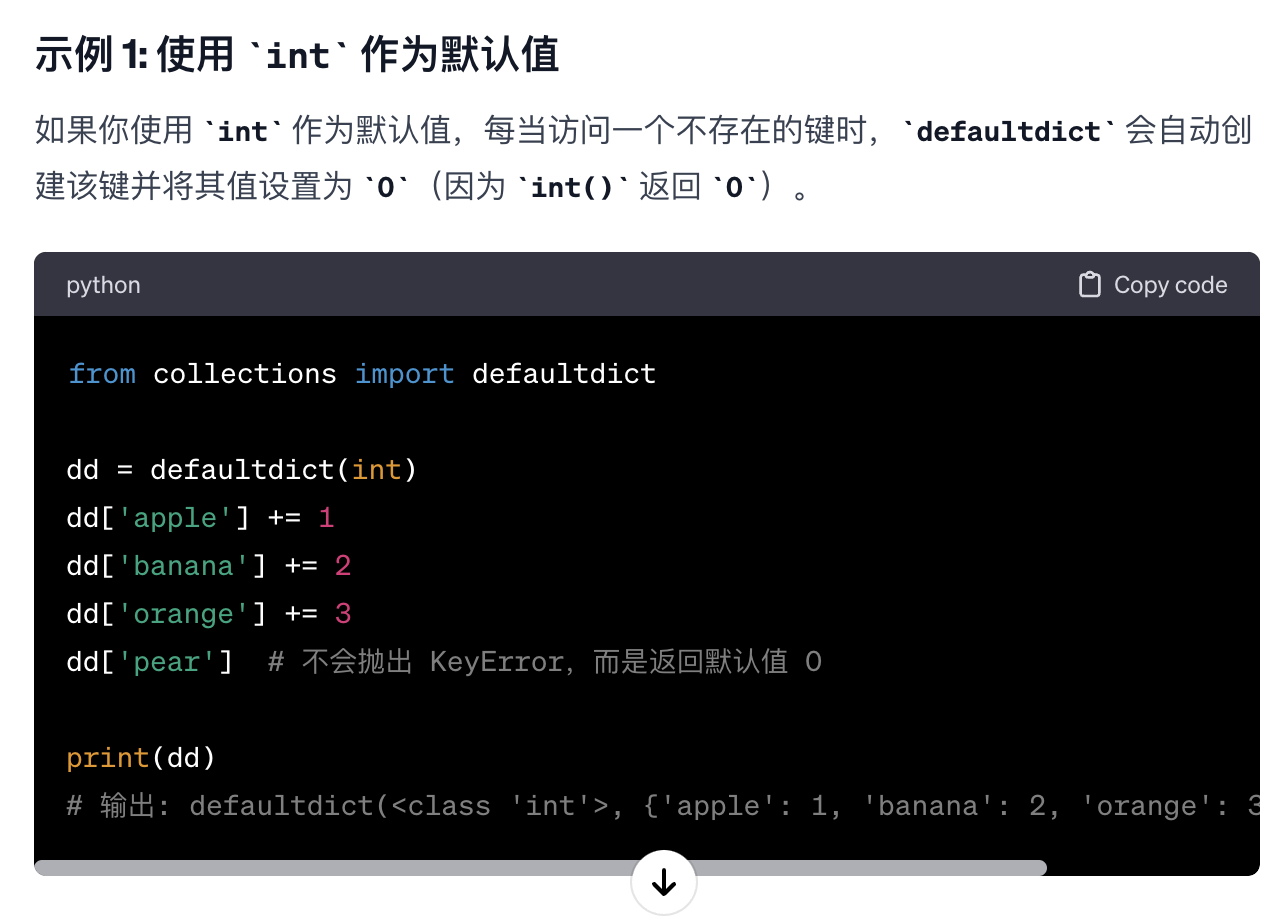 示例 1: 使用 `int` 作为默认值
如果你使用 `int` 作为默认值，每当访问一个不存在的键时， `defaultdict` 会自动创
建该键并将其值设置为 `0` （因为 `int()` 返回 `0`）。
python
Copy code
from collections import defaultdict
dd = defaultdict(int)
dd['apple'] += 1
dd['banana'] += 2
dd['orange'] += 3
dd['pear']  # 不会抛出 KeyError，而是返回默认值 0
print(dd)
# 输出: defaultdict(<class 'int'>, {'apple': 1, 'banana': 2, 'orange': 3